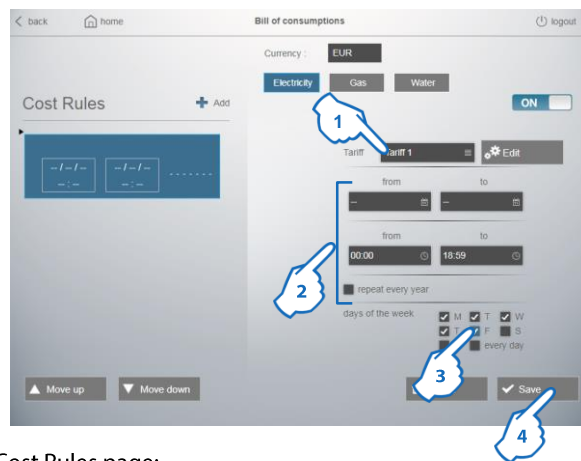 back home Bill of consumptions logout
Currency : EUR
Electricity Gas Water
Cost Rules Add
ON
1
Tariff Tariff 1 Edit
--/--/-- --/--/-- .......
--:-- --:--
from to
-- --
from to
00:00 18:59
2 repeat every year
days of the week M T W
T F S
every day
3
Move up Move down Save
4
Cost Rules page: